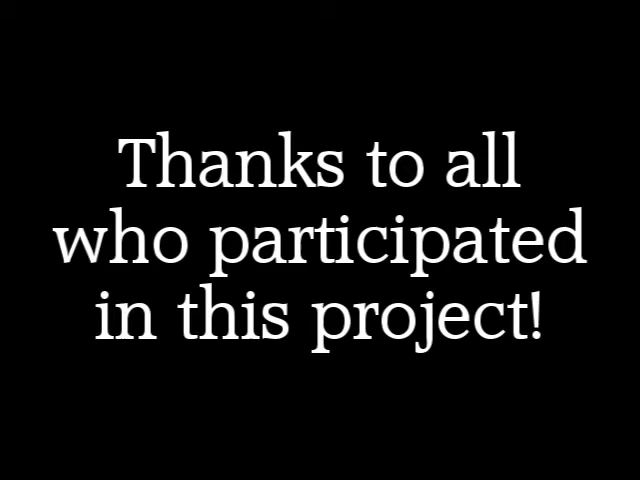 Thanks to all
who participated
in this project!